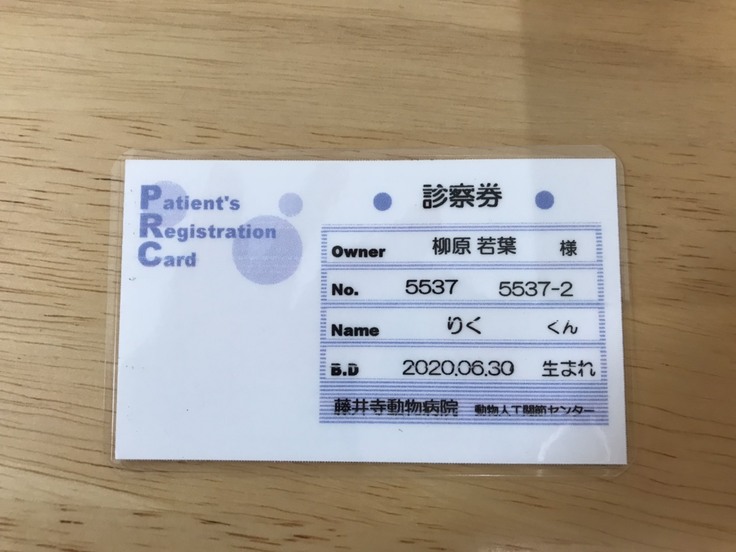 Patient's
Registration
Card
診察券
Owner 柳原 若葉 様
No. 5537 5537-2
Name りく くん
B.D 2020.06.30 生まれ
藤井寺動物病院 動物人工関節センター